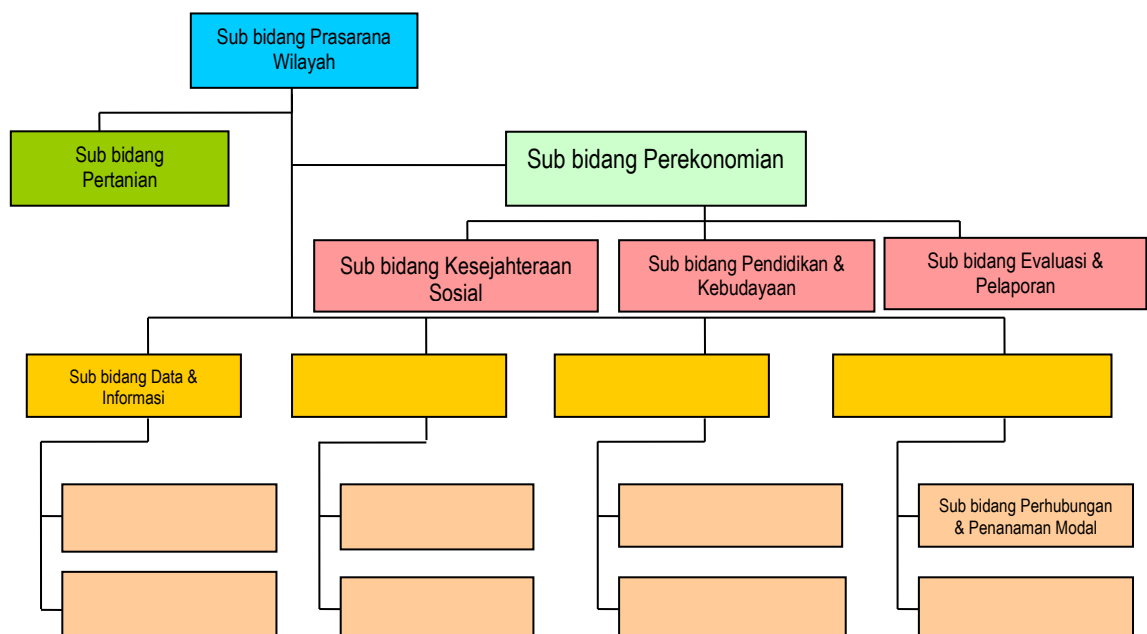 Sub bidang Prasarana
Wilayah
Sub bidang
Pertanian
Sub bidang Perekonomian
Sub bidang Kesejahteraan
Sosial
Sub bidang Pendidikan &
Kebudayaan
Sub bidang Evaluasi &
Pelaporan
Sub bidang Data &
Informasi
Sub bidang Perhubungan
& Penanaman Modal